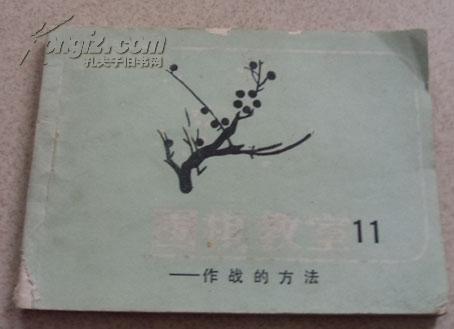 Kongfz.com
孔夫子旧书网
围棋教室 11
——作战的方法